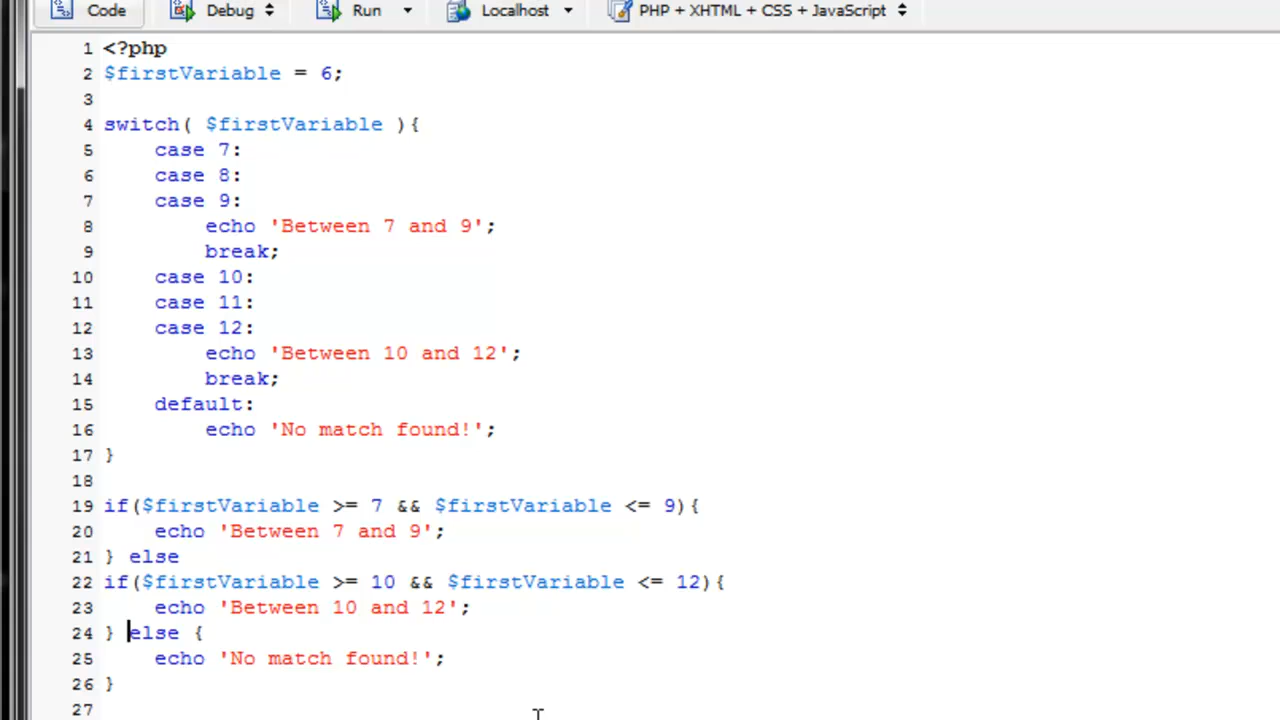 Code Debug Run Localhost PHP + XHTML + CSS + JavaScript
1 <?php
2 $firstVariable = 6;
3
4 switch( $firstVariable ){
5     case 7:
6     case 8:
7     case 9:
8         echo 'Between 7 and 9';
9         break;
10     case 10:
11     case 11:
12     case 12:
13         echo 'Between 10 and 12';
14         break;
15     default:
16         echo 'No match found!';
17 }
18
19 if($firstVariable >= 7 && $firstVariable <= 9){
20     echo 'Between 7 and 9';
21 } else
22 if($firstVariable >= 10 && $firstVariable <= 12){
23     echo 'Between 10 and 12';
24 } else {
25     echo 'No match found!';
26 }
27